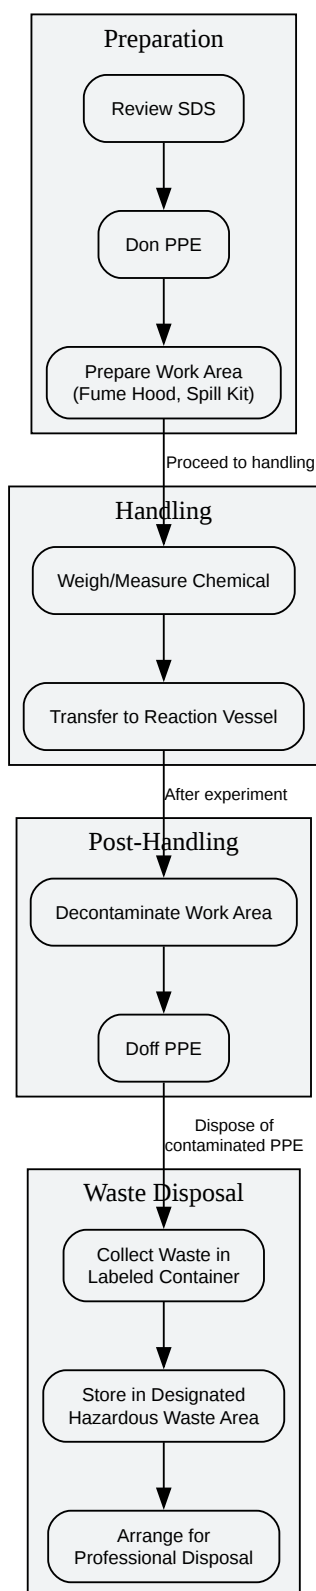 Preparation
Review SDS
Don PPE
Prepare Work Area
(Fume Hood, Spill Kit)
Proceed to handling
Handling
Weigh/Measure Chemical
Transfer to Reaction Vessel
After experiment
Post-Handling
Decontaminate Work Area
Doff PPE
Dispose of
contaminated PPE
Waste Disposal
Collect Waste in
Labeled Container
Store in Designated
Hazardous Waste Area
Arrange for
Professional Disposal